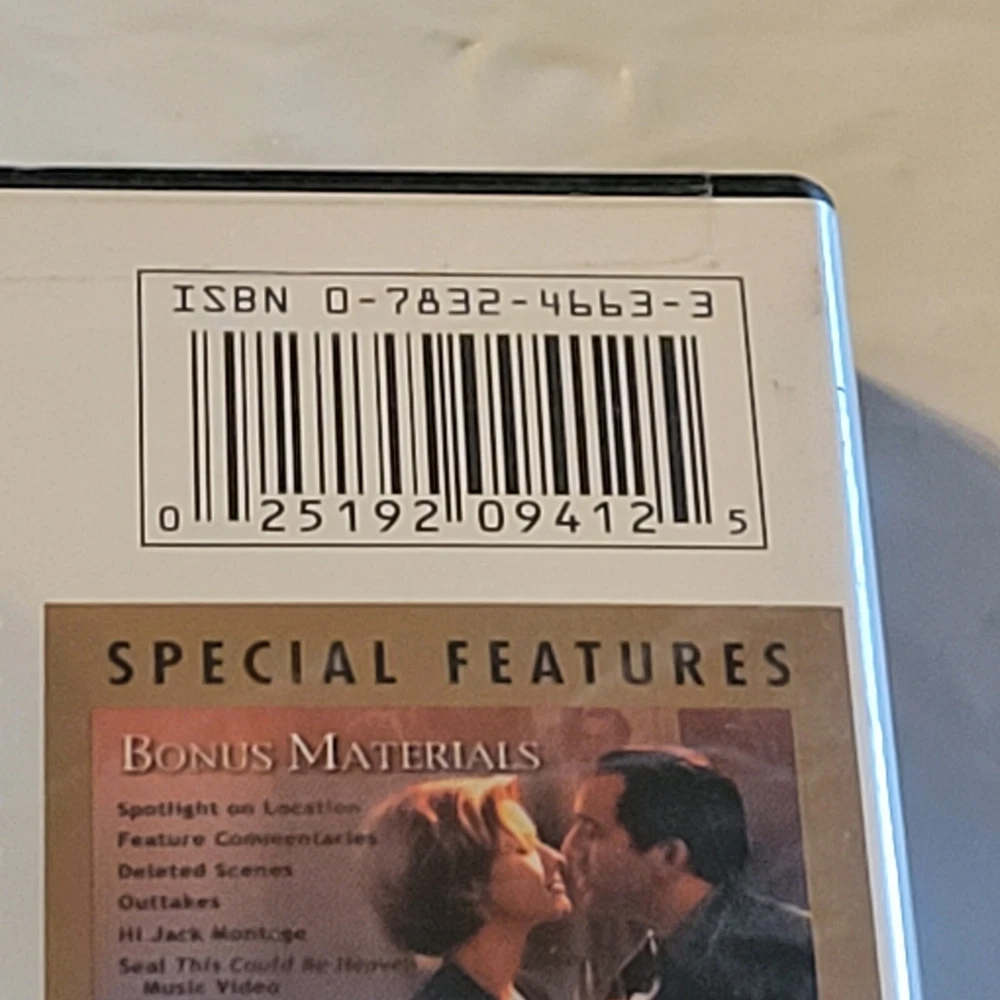 ISBN 0-7832-4663-3
0 25192 09412 5
SPECIAL FEATURES
BONUS MATERIALS
Spotlight on Location
Feature Commentaries
Deleted Scenes
Outtakes
Hi Jack Montage
Seal This Could Be Heaven
Music Video